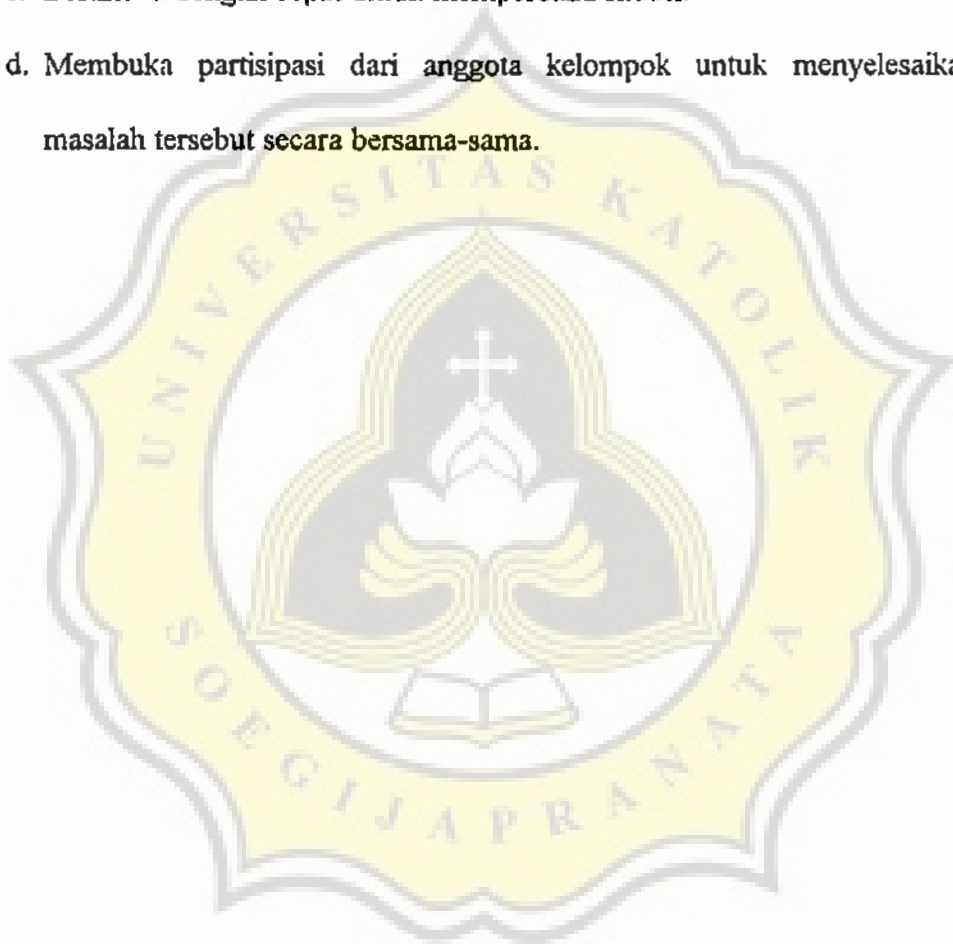 d. Membuka partisipasi dari anggota kelompok untuk menyelesaika
masalah tersebut secara bersama-sama.
UNIVERSITAS KATOLIK
SOEGIJAPRANATA